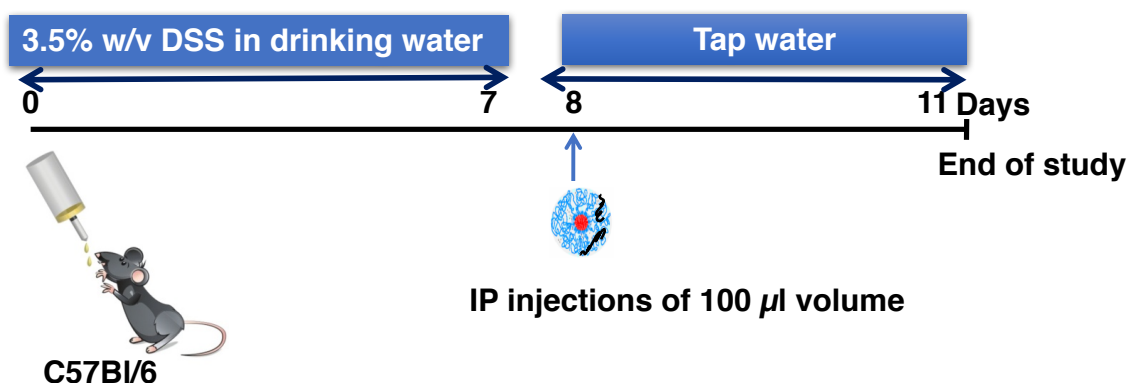 3.5% w/v DSS in drinking water
Tap water
0
7
8
11 Days
End of study
IP injections of 100 µl volume
C57Bl/6